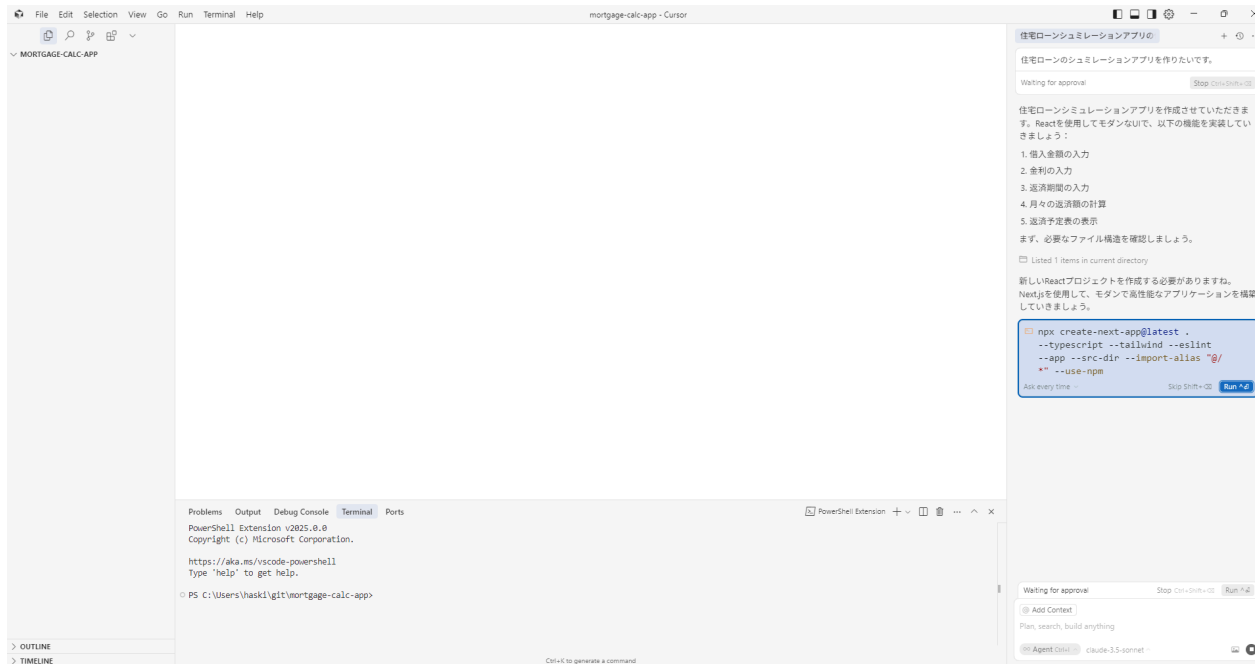 File Edit Selection View Go Run Terminal Help
mortgage-calc-app - Cursor
MORTGAGE-CALC-APP
OUTLINE
TIMELINE
Problems Output Debug Console Terminal Ports
PowerShell Extension
PowerShell Extension v2025.0.0
Copyright (c) Microsoft Corporation.
https://aka.ms/vscode-powershell
Type 'help' to get help.
PS C:\Users\haski\git\mortgage-calc-app>
Ctrl+K to generate a command
住宅ローンシュミレーションアプリの
住宅ローンのシュミレーションアプリを作りたいです。
Waiting for approval
Stop Ctrl+Shift+⌫
住宅ローンシミュレーションアプリを作成させていただきま
す。Reactを使用してモダンなUIで、以下の機能を実装してい
きましょう：
1. 借入金額の入力
2. 金利の入力
3. 返済期間の入力
4. 月々の返済額の計算
5. 返済予定表の表示
まず、必要なファイル構造を確認しましょう。
Listed 1 items in current directory
新しいReactプロジェクトを作成する必要がありますね。
Next.jsを使用して、モダンで高性能なアプリケーションを構築
していきましょう。
npx create-next-app@latest .
--typescript --tailwind --eslint
--app --src-dir --import-alias "@/
*" --use-npm
Ask every time
Skip Shift+⌫ Run ^⏎
Waiting for approval
Stop Ctrl+Shift+⌫ Run ^⏎
@ Add Context
Plan, search, build anything
∞ Agent Ctrl+I claude-3.5-sonnet